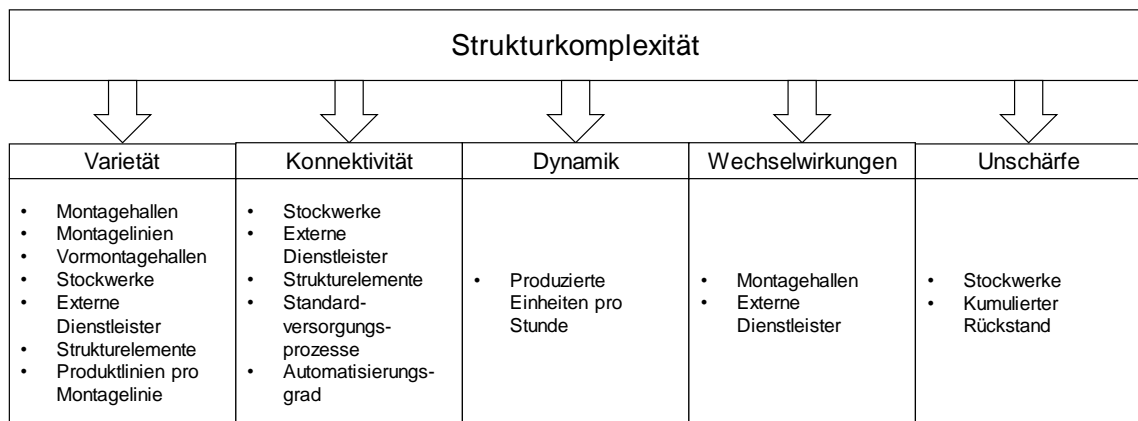 Strukturkomplexität
Varietät
Konnektivität
Dynamik
Wechselwirkungen
Unschärfe
• Montagehallen
• Montagelinien
• Vormontagehallen
• Stockwerke
• Externe
Dienstleister
• Strukturelemente
• Produktlinien pro
Montagelinie
• Stockwerke
• Externe
Dienstleister
• Strukturelemente
• Standard-
versorgungs-
prozesse
• Automatisierungs-
grad
• Produzierte
Einheiten pro
Stunde
• Montagehallen
• Externe
Dienstleister
• Stockwerke
• Kumulierter
Rückstand